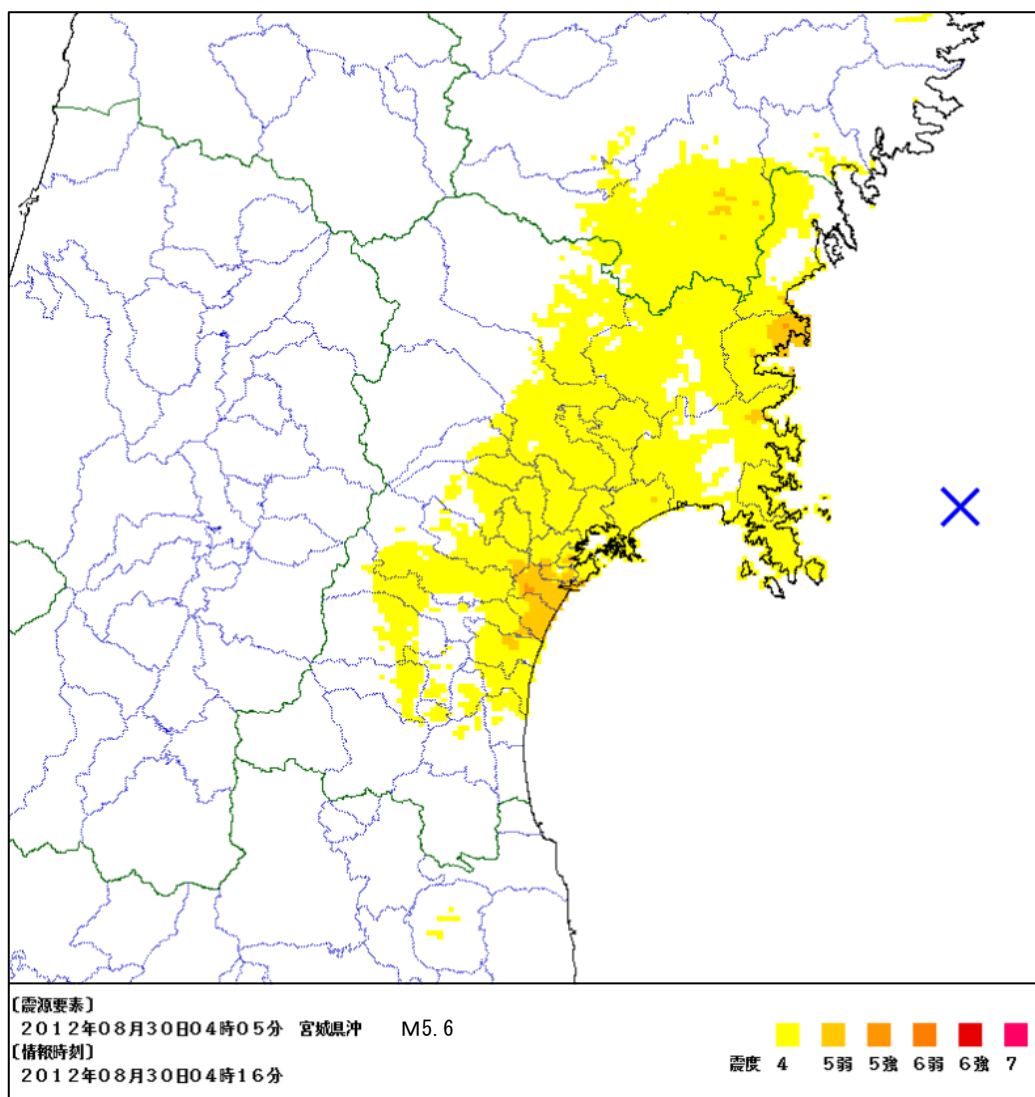 〔震源要素〕
２０１２年０８月３０日０４時０５分 宮城県沖 M5.6
〔情報時刻〕
２０１２年０８月３０日０４時１６分
震度 4 5弱 5強 6弱 6強 7